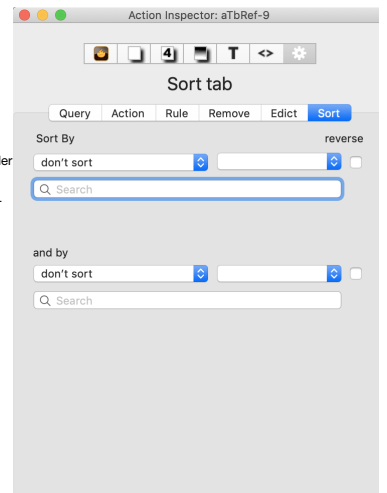 Action Inspector: aTbRef-9
4 T <>
Sort tab
Query Action Rule Remove Edict Sort
Sort By reverse
don't sort
Search
and by
don't sort
Search